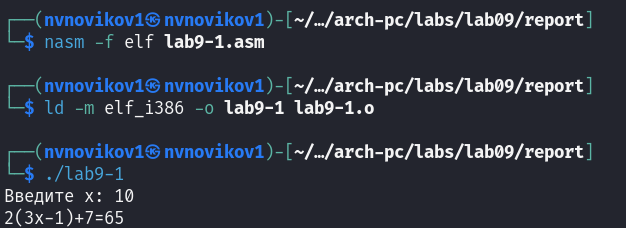 ┌──(nvnovikov1㉿nvnovikov1)-[~/…/arch-pc/labs/lab09/report]
└─$ nasm -f elf lab9-1.asm
┌──(nvnovikov1㉿nvnovikov1)-[~/…/arch-pc/labs/lab09/report]
└─$ ld -m elf_i386 -o lab9-1 lab9-1.o
┌──(nvnovikov1㉿nvnovikov1)-[~/…/arch-pc/labs/lab09/report]
└─$ ./lab9-1
Введите x: 10
2(3x-1)+7=65